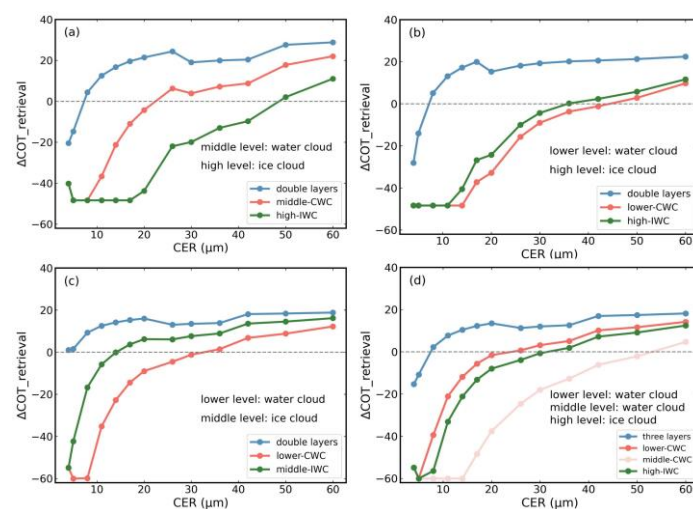 (a)
40
20
0
−20
−40
−60
ΔCOT_retrieval
middle level: water cloud
high level: ice cloud
double layers
middle-CWC
high-IWC
10 20 30 40 50 60
CER (μm)
(b)
40
20
0
−20
−40
−60
ΔCOT_retrieval
lower level: water cloud
high level: ice cloud
double layers
lower-CWC
high-IWC
10 20 30 40 50 60
CER (μm)
(c)
40
20
0
−20
−40
−60
ΔCOT_retrieval
lower level: water cloud
middle level: ice cloud
double layers
lower-CWC
middle-IWC
10 20 30 40 50 60
CER (μm)
(d)
40
20
0
−20
−40
−60
ΔCOT_retrieval
lower level: water cloud
middle level: water cloud
high level: ice cloud
three layers
lower-CWC
middle-CWC
high-IWC
10 20 30 40 50 60
CER (μm)